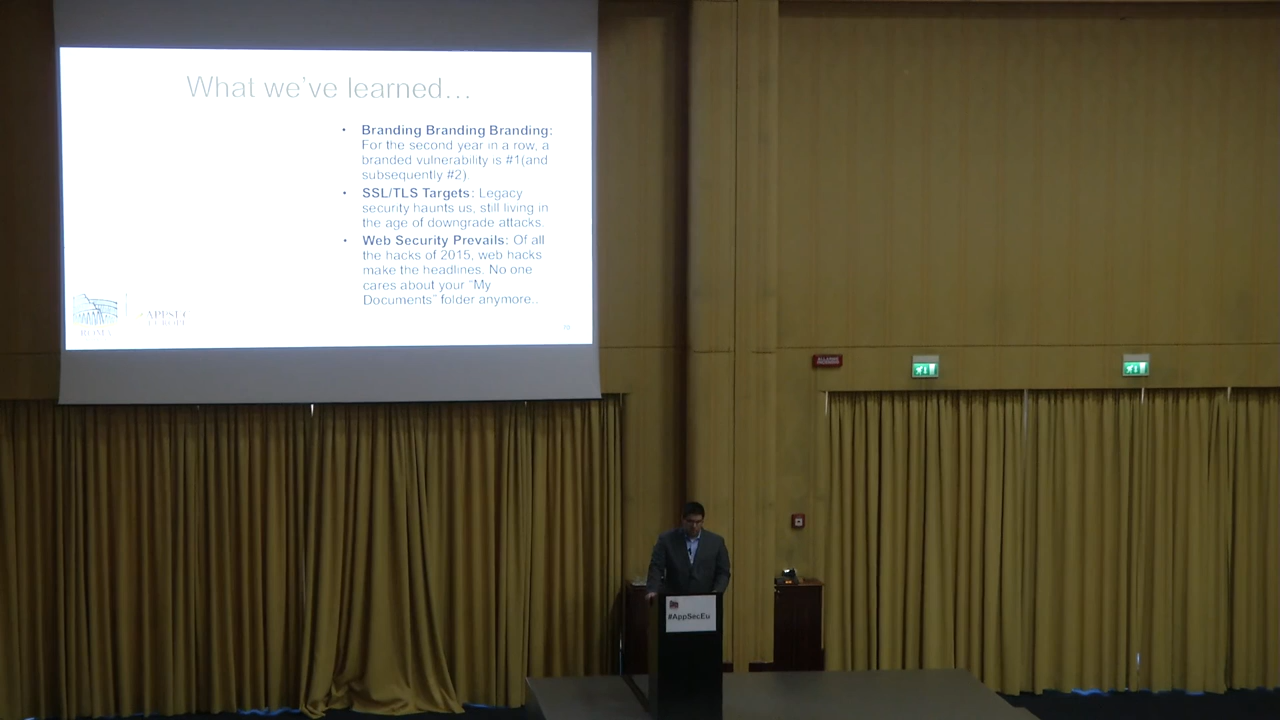 What we've learned...
• Branding Branding Branding:
For the second year in a row, a
branded vulnerability is #1(and
subsequently #2).
• SSL/TLS Targets: Legacy
security haunts us, still living in
the age of downgrade attacks.
• Web Security Prevails: Of all
the hacks of 2015, web hacks
make the headlines. No one
cares about your "My
Documents" folder anymore..
APPSEC
EUROPE
ROMA
#AppSecEu